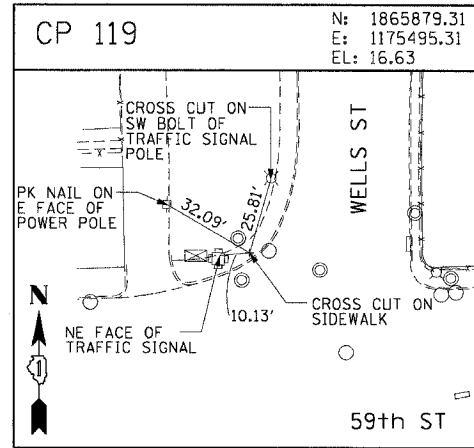 CP 119
N: 1865879.31
E: 1175495.31
EL: 16.63
CROSS CUT ON
SW BOLT OF
TRAFFIC SIGNAL
POLE
WELLS ST
PK NAIL ON
E FACE OF
POWER POLE
32.09'
25.81'
N
1
10.13'
CROSS CUT ON
SIDEWALK
NE FACE OF
TRAFFIC SIGNAL
59th ST